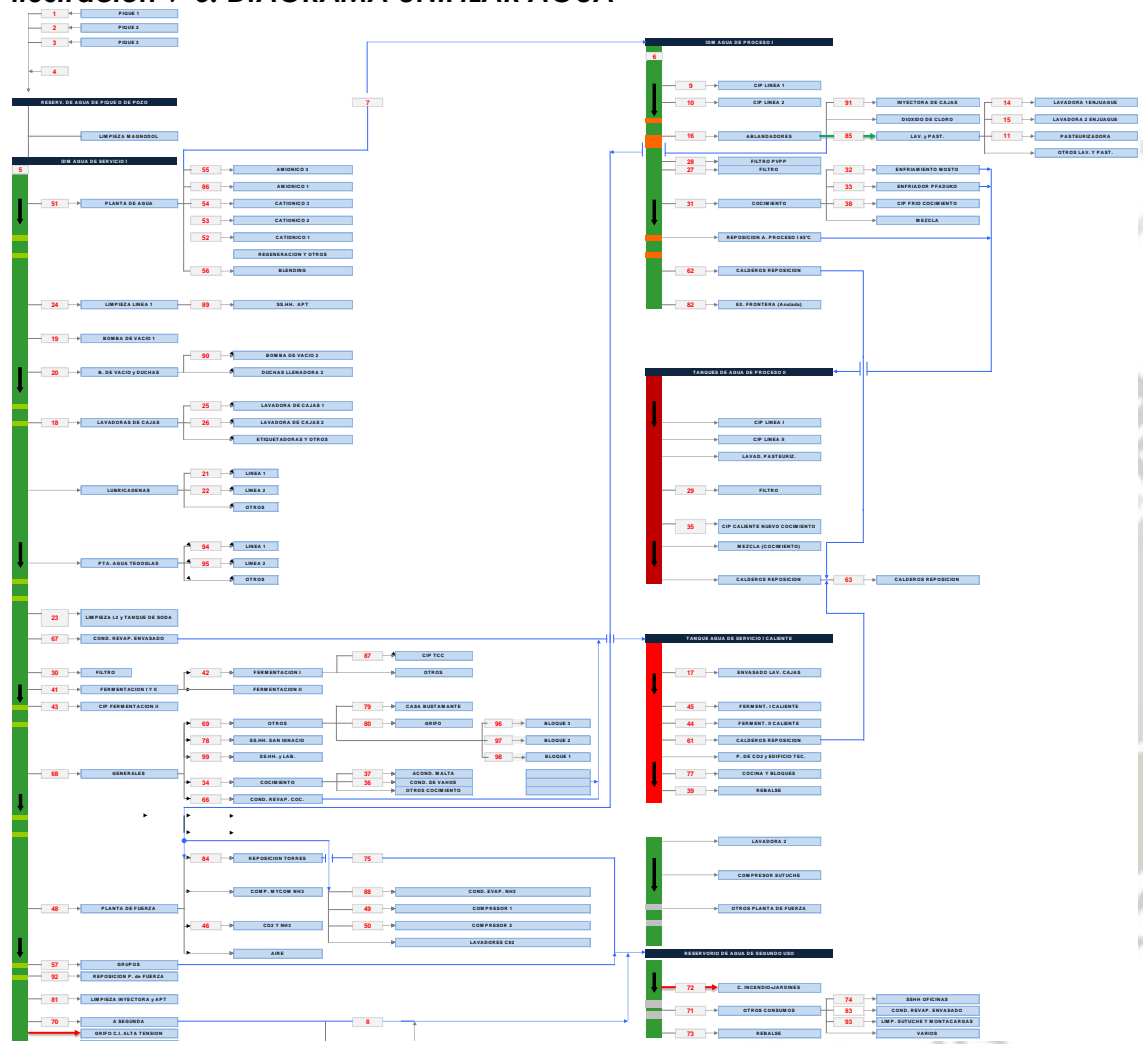 Ilustración 4-6. DIAGRAMA UNIFILAR AGUA
1 PIQUE 1
2 PIQUE 2
3 PIQUE 3
4
RESERV. DE AGUA DE PIQUE O DE POZO
LIMPIEZA MAGNODOL
IDM AGUA DE SERVICIO I
5
51 PLANTA DE AGUA
7
55 AMIONICO 3
86 AMIONICO 1
54 CATIONICO 3
53 CATIONICO 2
52 CATIONICO 1
REGENERACION Y OTROS
56 BLENDING
24 LIMPIEZA LINEA 1 89 SS.HH. APT
19 BOMBA DE VACIO 1
20 B. DE VACIO y DUCHAS
90 BOMBA DE VACIO 2
DUCHAS LLENADORA 2
18 LAVADORAS DE CAJAS
25 LAVADORA DE CAJAS 1
26 LAVADORA DE CAJAS 2
ETIQUETADORAS Y OTROS
LUBRICADENAS
21 LINEA 1
22 LINEA 2
OTROS
PTA. AGUA TEGOGLAS
94 LINEA 1
95 LINEA 2
OTROS
23 LIMPIEZA L2 y TANQUE DE SODA
67 COND. REVAP. ENVASADO
30 FILTRO
41 FERMENTACION I Y II
43 CIP FERMENTACION II
42 FERMENTACION I
FERMENTACION II
87 CIP TCC
OTROS
68 GENERALES
69 OTROS
78 SS.HH. SAN IGNACIO
99 SS.HH. y LAB.
34 COCIMIENTO
66 COND. REVAP. COC.
79 CASA BUSTAMANTE
80 GRIFO
96 BLOQUE 3
97 BLOQUE 2
98 BLOQUE 1
37 ACOND. MALTA
36 COND. DE VAHOS
OTROS COCIMIENTO
48 PLANTA DE FUERZA
84 REPOSICION TORRES 75
COMP. MYCOM NH3
46 CO2 Y NH3
AIRE
88 COND. EVAP. NH3
49 COMPRESOR 1
50 COMPRESOR 2
LAVADORES C02
57 GRUPOS
92 REPOSICION P. de FUERZA
81 LIMPIEZA INYECTORA y APT
70 A SEGUNDA 8
GRIFO C.I. ALTA TENSION
IDM AGUA DE PROCESO I
6
9 CIP LINEA 1
10 CIP LINEA 2
16 ABLANDADORES
91 INYECTORA DE CAJAS
DIOXIDO DE CLORO
85 LAV. y PAST.
14 LAVADORA 1 ENJUAGUE
15 LAVADORA 2 ENJUAGUE
11 PASTEURIZADORA
OTROS LAV. Y PAST.
28 FILTRO PVPP
27 FILTRO
31 COCIMIENTO
32 ENFRIAMIENTO MOSTO
33 ENFRIADOR PFADUKO
38 CIP FRIO COCIMIENTO
MEZCLA
REPOSICION A. PROCESO I 85°C
62 CALDEROS REPOSICION
82 EX. FRONTERA (Anulada)
TANQUES DE AGUA DE PROCESO II
CIP LINEA I
CIP LINEA II
LAVAD. PASTEURIZ.
29 FILTRO
35 CIP CALIENTE NUEVO COCIMIENTO
MEZCLA (COCIMIENTO)
CALDEROS REPOSICION 63 CALDEROS REPOSICION
TANQUE AGUA DE SERVICIO I CALIENTE
17 ENVASADO LAV. CAJAS
45 FERMENT. I CALIENTE
44 FERMENT. II CALIENTE
61 CALDEROS REPOSICION
P. DE CO2 y EDIFICIO TEC.
77 COCINA Y BLOQUES
39 REBALSE
LAVADORA 2
COMPRESOR SUTUCHE
OTROS PLANTA DE FUERZA
RESERVORIO DE AGUA DE SEGUNDO USO
72 C. INCENDIO+JARDINES
71 OTROS CONSUMOS
73 REBALSE
74 SSHH OFICINAS
83 COND. REVAP. ENVASADO
93 LIMP. SUTUCHE Y MONTACARGAS
VARIOS